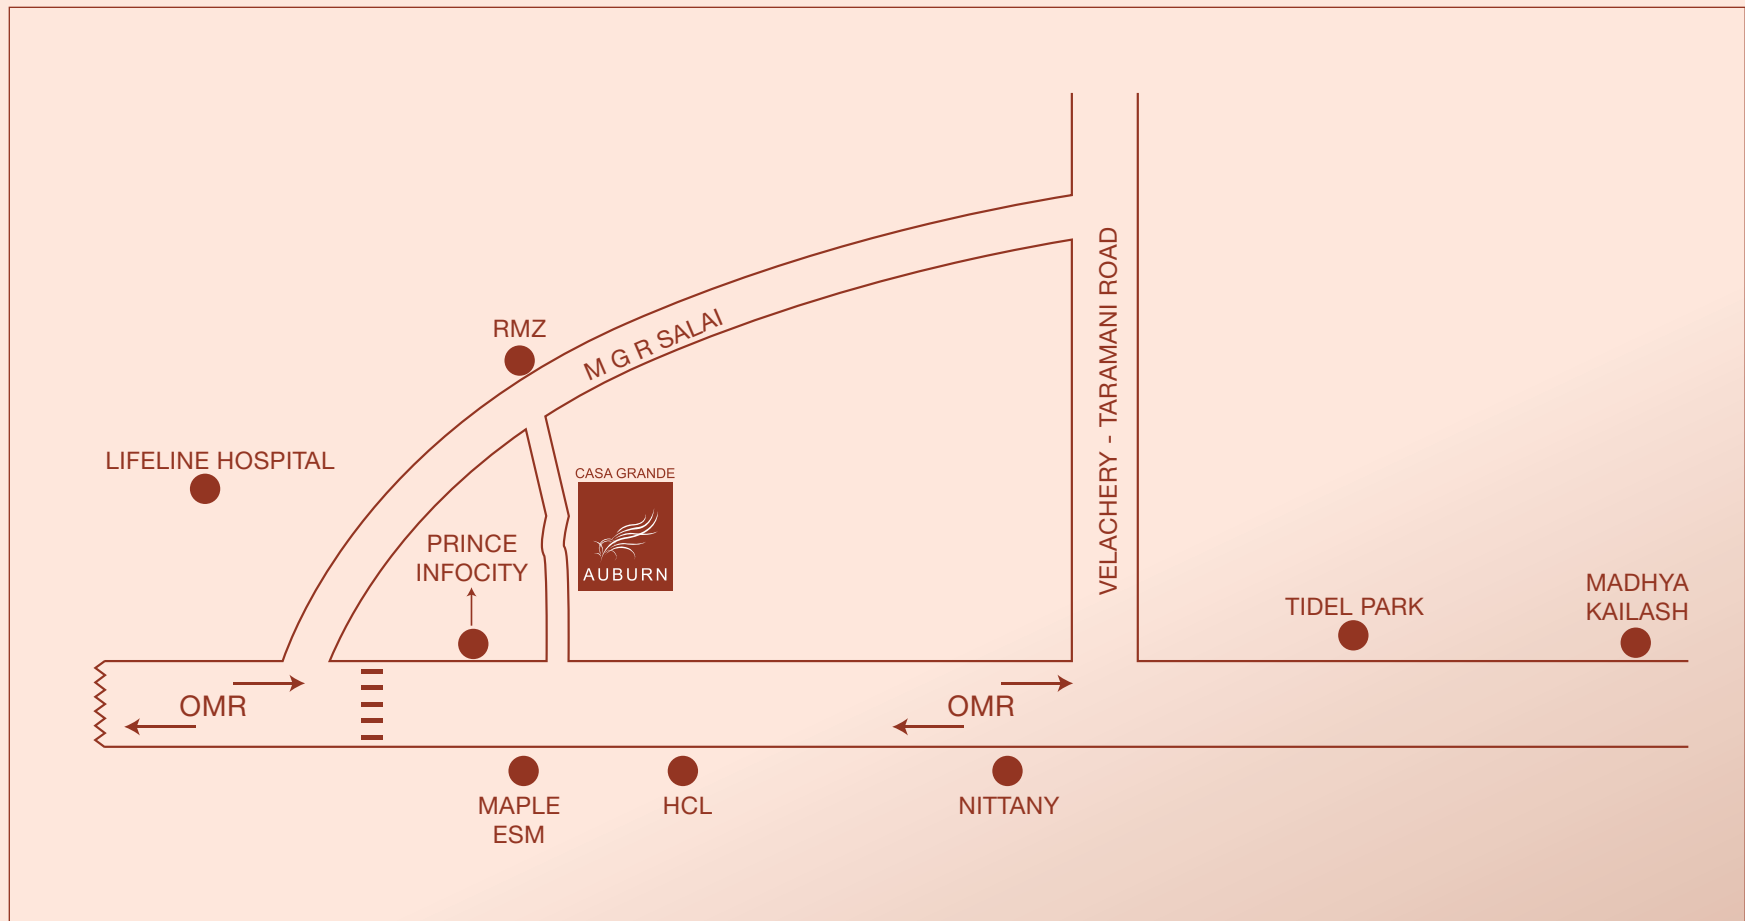 VELACHERY - TARAMANI ROAD
RMZ
M G R SALAI
LIFELINE HOSPITAL
CASA GRANDE
AUBURN
PRINCE
INFOCITY
TIDEL PARK
MADHYA
KAILASH
OMR
OMR
MAPLE
ESM
HCL
NITTANY